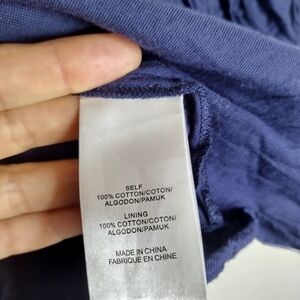 SELF
100% COTTON/COTON/
ALGODON/PAMUK
LINING
100% COTTON/COTON/
ALGODON/PAMUK
MADE IN CHINA
FABRIQUE EN CHINE